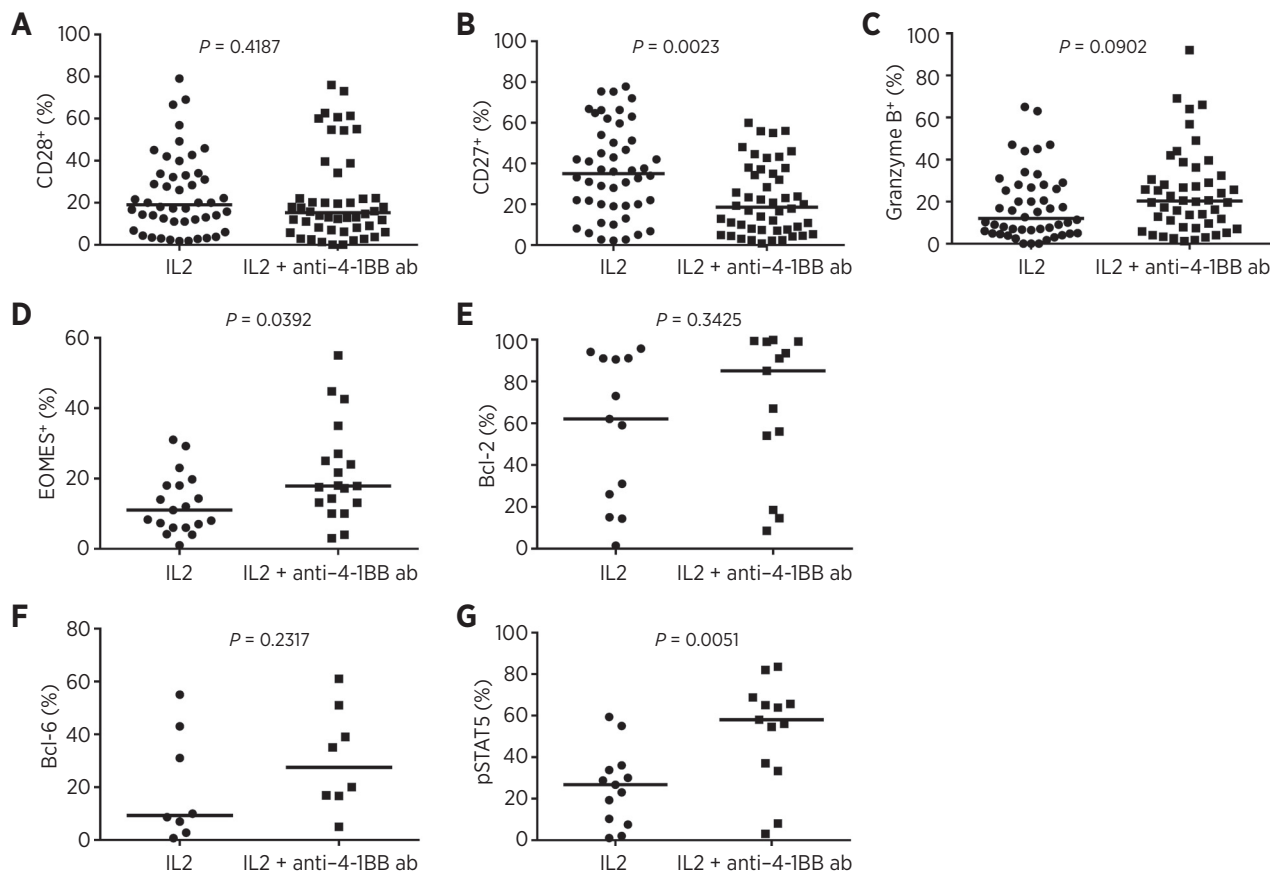 A
P = 0.4187
CD28+ (%)
100
80
60
40
20
0
IL2
IL2 + anti–4-1BB ab
B
P = 0.0023
CD27+ (%)
100
80
60
40
20
0
IL2
IL2 + anti–4-1BB ab
C
P = 0.0902
Granzyme B+ (%)
100
80
60
40
20
0
IL2
IL2 + anti–4-1BB ab
D
P = 0.0392
EOMES+ (%)
60
40
20
0
IL2
IL2 + anti–4-1BB ab
E
P = 0.3425
Bcl-2 (%)
100
80
60
40
20
0
IL2
IL2 + anti–4-1BB ab
F
P = 0.2317
Bcl-6 (%)
80
60
40
20
0
IL2
IL2 + anti–4-1BB ab
G
P = 0.0051
pSTAT5 (%)
100
80
60
40
20
0
IL2
IL2 + anti–4-1BB ab